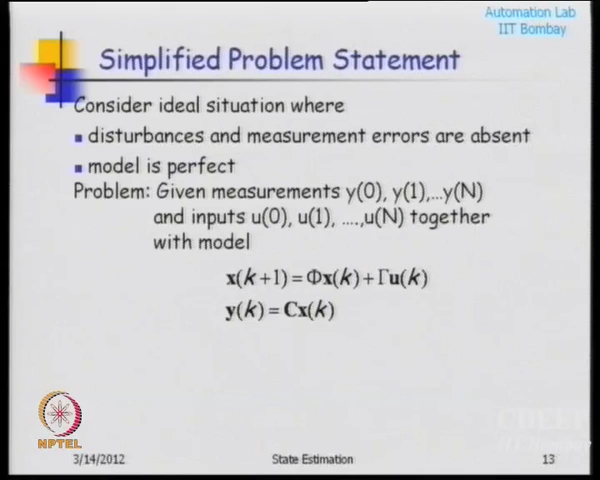 Automation Lab
IIT Bombay
Simplified Problem Statement
Consider ideal situation where
disturbances and measurement errors are absent
model is perfect
Problem: Given measurements y(0), y(1),...y(N)
and inputs u(0), u(1), ....,u(N) together
with model
x(k+1) = Φx(k) + Γu(k)
y(k) = Cx(k)
NPTEL
3/14/2012
State Estimation
13